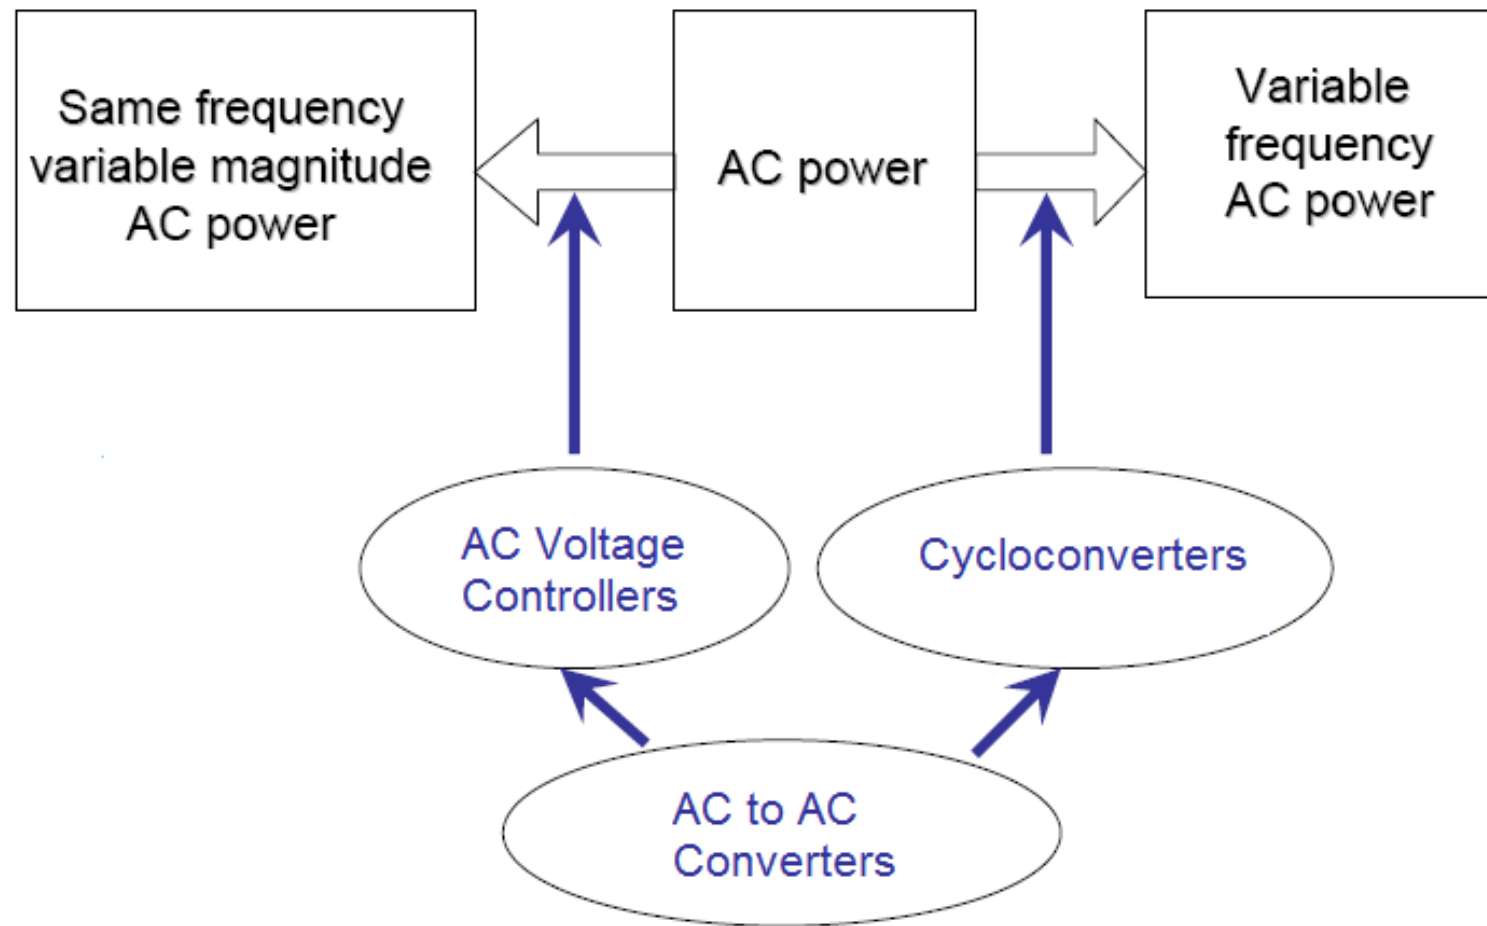 Same frequency
variable magnitude
AC power
AC power
Variable
frequency
AC power
AC Voltage
Controllers
Cycloconverters
AC to AC
Converters